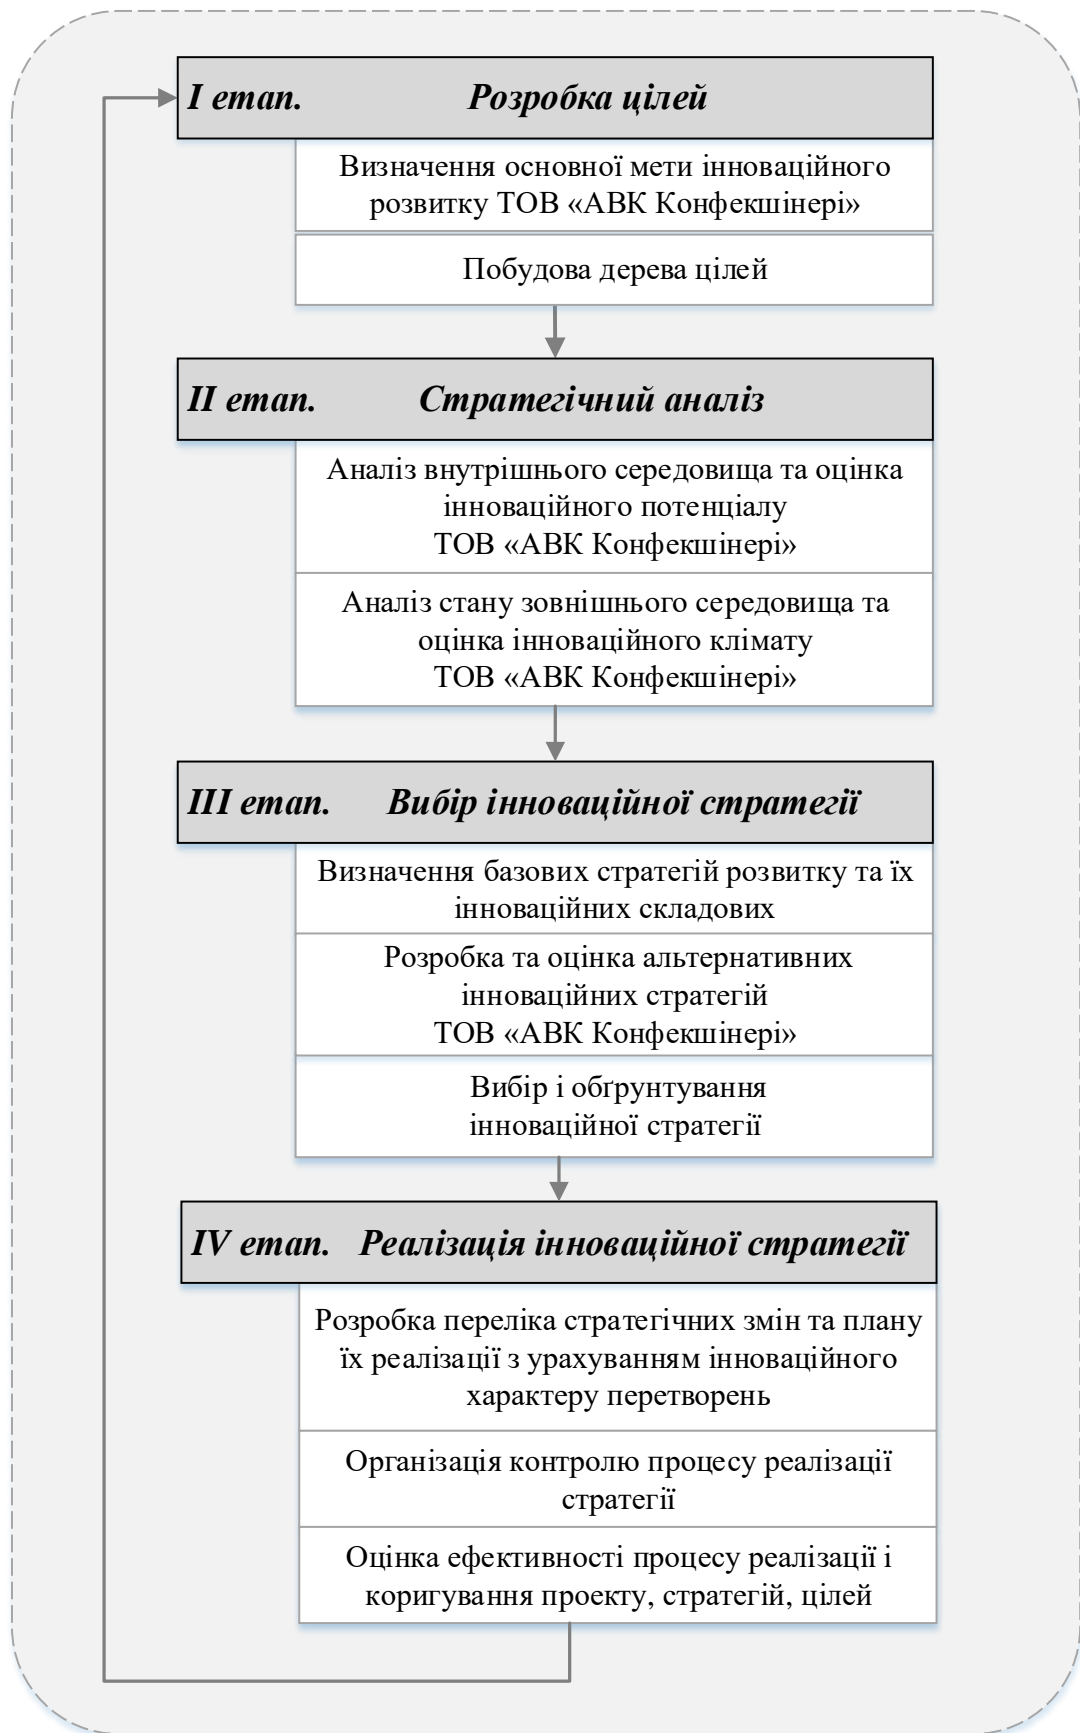 I етап. Розробка цілей
Визначення основної мети інноваційного
розвитку ТОВ «АВК Конфекшінері»
Побудова дерева цілей
II етап. Стратегічний аналіз
Аналіз внутрішнього середовища та оцінка
інноваційного потенціалу
ТОВ «АВК Конфекшінері»
Аналіз стану зовнішнього середовища та
оцінка інноваційного клімату
ТОВ «АВК Конфекшінері»
III етап. Вибір інноваційної стратегії
Визначення базових стратегій розвитку та їх
інноваційних складових
Розробка та оцінка альтернативних
інноваційних стратегій
ТОВ «АВК Конфекшінері»
Вибір і обґрунтування
інноваційної стратегії
IV етап. Реалізація інноваційної стратегії
Розробка переліка стратегічних змін та плану
їх реалізації з урахуванням інноваційного
характеру перетворень
Організація контролю процесу реалізації
стратегії
Оцінка ефективності процесу реалізації і
коригування проекту, стратегій, цілей